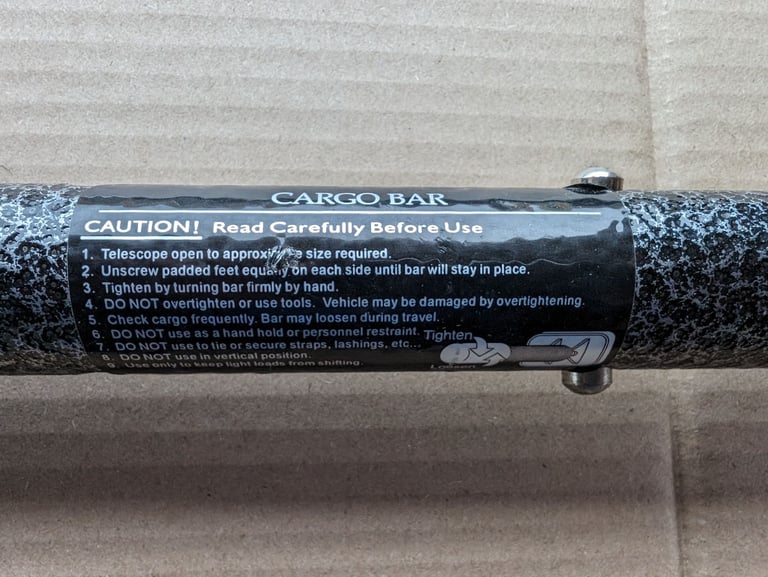 CARGO BAR
CAUTION! Read Carefully Before Use
1. Telescope open to size required.
2. Unscrew padded feet equally on each side until bar will stay in place.
3. Tighten by turning bar firmly by hand.
4. DO NOT overtighten or use tools. Vehicle may be damaged by overtightening.
5. Check cargo frequently. Bar may loosen during travel.
6. DO NOT use as a hand hold or personnel restraint.
7. DO NOT use to tie or secure straps, lashings, etc...
8. DO NOT use in vertical position.
9. Use only to keep light loads from shifting.
Tighten
Loosen